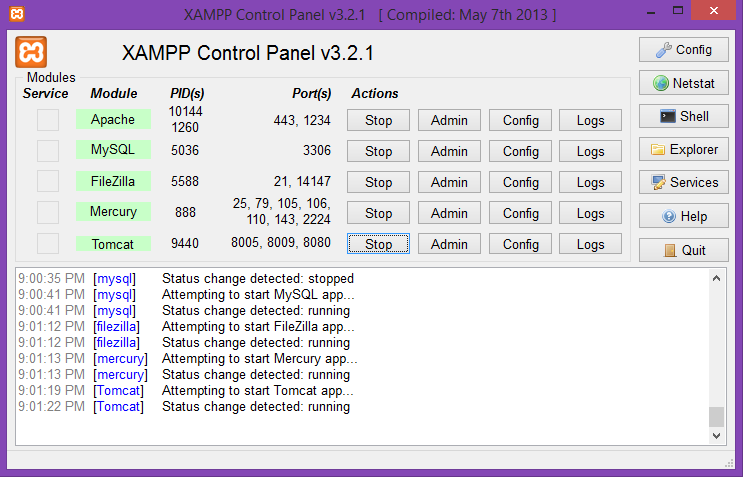 XAMPP Control Panel v3.2.1 [ Compiled: May 7th 2013 ]
XAMPP Control Panel v3.2.1
Config
Modules
Service Module PID(s) Port(s) Actions
Netstat
Apache 10144 1260 443, 1234 Stop Admin Config Logs
Shell
MySQL 5036 3306 Stop Admin Config Logs
Explorer
FileZilla 5588 21, 14147 Stop Admin Config Logs
Services
Mercury 888 25, 79, 105, 106, 110, 143, 2224 Stop Admin Config Logs
Help
Tomcat 9440 8005, 8009, 8080 Stop Admin Config Logs
Quit
9:00:35 PM [mysql] Status change detected: stopped
9:00:41 PM [mysql] Attempting to start MySQL app...
9:00:41 PM [mysql] Status change detected: running
9:01:12 PM [filezilla] Attempting to start FileZilla app...
9:01:12 PM [filezilla] Status change detected: running
9:01:13 PM [mercury] Attempting to start Mercury app...
9:01:13 PM [mercury] Status change detected: running
9:01:19 PM [Tomcat] Attempting to start Tomcat app...
9:01:22 PM [Tomcat] Status change detected: running